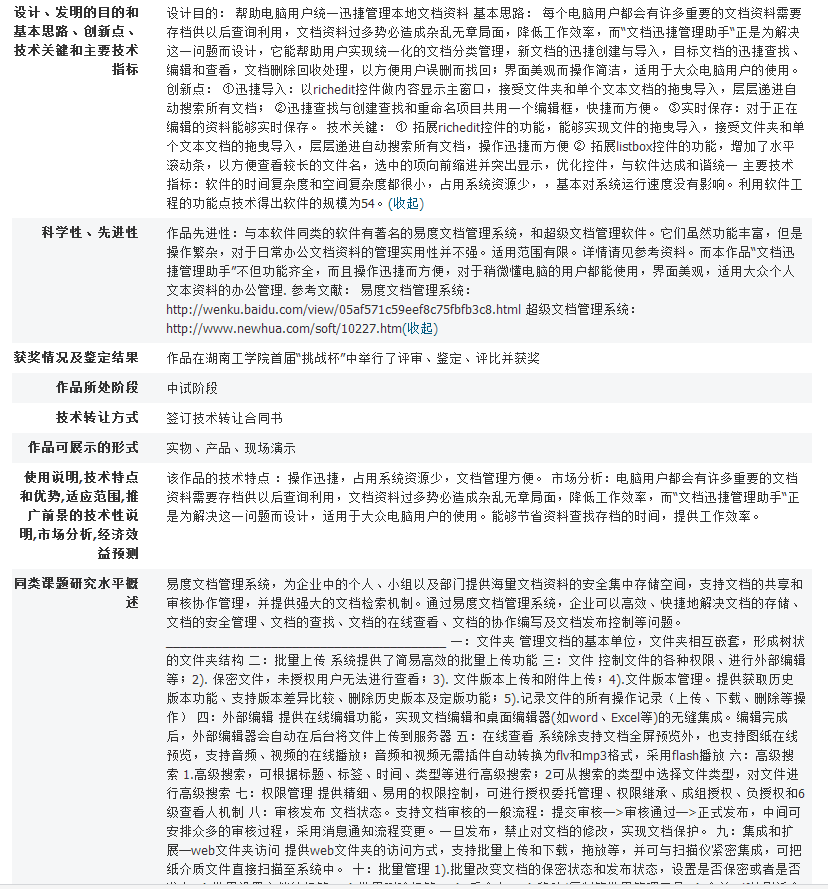 设计、发明的目的和
基本思路、创新点、
技术关键和主要技术
指标
设计目的： 帮助电脑用户统一迅捷管理本地文档资料 基本思路： 每个电脑用户都会有许多重要的文档资料需要
存档供以后查询利用，文档资料过多势必造成杂乱无章局面，降低工作效率，而“文档迅捷管理助手“正是为解决
这一问题而设计，它能帮助用户实现统一化的文档分类管理，新文档的迅捷创建与导入，目标文档的迅捷查找、
编辑和查看，文档删除回收处理，以方便用户误删而找回；界面美观而操作简洁，适用于大众电脑用户的使用。
创新点： ①迅捷导入：以richedit控件做内容显示主窗口，接受文件夹和单个文本文档的拖曳导入，层层递进自
动搜索所有文档； ②迅查找与创建查找和重命名项目共用一个编辑框，快捷而方便。 ③实时保存：对于正在
编辑的资料能够实时保存。 技术关键： ① 拓展richedit控件的功能，能够实现文件的拖曳导入，接受文件夹和单
个文本文档的拖曳导入，层层递进自动搜索所有文档，操作迅捷而方便 ② 拓展listbox控件的功能，增加了水平
滚动条，以方便查看较长的文件名，选中的项向前缩进并突出显示，优化控件，与软件达成和谐统一 主要技术
指标：软件的时间复杂度和空间复杂度都很小，占用系统资源少，，基本对系统运行速度没有影响。利用软件工
程的功能点技术得出软件的规模为54。(收起)
科学性、先进性
作品先进性：与本软件同类的软件有著名的易度文档管理系统，和超级文档管理软件。它们虽然功能丰富，但是
操作繁杂，对于日常办公文档资料的管理实用性并不强。适用范围有限。详情请见参考资料。而本作品“文档迅
捷管理助手”不但功能齐全，而且操作迅捷而方便，对于稍微懂电脑的用户都能使用，界面美观，适用大众个人
文本资料的办公管理. 参考文献： 易度文档管理系统：
http://wenku.baidu.com/view/05af571c59eef8c75fbfb3c8.html 超级文档管理系统：
http://www.newhua.com/soft/10227.htm(收起)
获奖情况及鉴定结果
作品在湖南工学院首届“挑战杯”中举行了评审、鉴定、评比并获奖
作品所处阶段
中试阶段
技术转让方式
签订技术转让合同书
作品可展示的形式
实物、产品、现场演示
使用说明,技术特点
和优势,适应范围,推
广前景的技术性说
明,市场分析,经济效
益预测
该作品的技术特点 ：操作迅捷，占用系统资源少，文档管理方便。 市场分析：电脑用户都会有许多重要的文档
资料需要存档供以后查询利用，文档资料过多势必造成杂乱无章局面，降低工作效率，而“文档迅捷管理助手“正
是为解决这一问题而设计，适用于大众电脑用户的使用。能够节省资料查找存档的时间，提供工作效率。
同类课题研究水平概
述
易度文档管理系统，为企业中的个人、小组以及部门提供海量文档资料的安全集中存储空间，支持文档的共享和
审核协作管理，并提供强大的文档检索机制。通过易度文档管理系统，企业可以高效、快捷地解决文档的存储、
文档的安全管理、文档的查找、文档的在线查看、文档的协作编写及文档发布控制等问题。
一：文件夹 管理文档的基本单位，文件夹相互嵌套，形成树状
的文件夹结构 二：批量上传 系统提供了简易高效的批量上传功能 三：文件 控制文件的各种权限、进行外部编辑
等；2). 保密文件，未授权用户无法进行查看；3). 文件版本上传和附件上传；4).文件版本管理。提供获取历史
版本功能、支持版本差异比较、删除历史版本及定版功能；5).记录文件的所有操作记录（上传、下载、删除等操
作） 四：外部编辑 提供在线编辑功能，实现文档编辑和桌面编辑器(如word、Excel等)的无缝集成。编辑完成
后，外部编辑器会自动在后台将文件上传到服务器 五：在线查看 系统除支持文档全屏预览外，也支持图纸在线
预览，支持音频、视频的在线播放；音频和视频无需插件自动转换为flv和mp3格式，采用flash播放 六：高级搜
索 1.高级搜索，可根据标题、标签、时间、类型等进行高级搜索；2可从搜索的类型中选择文件类型，对文件进
行高级搜索 七：权限管理 提供精细、易用的权限控制，可进行授权委托管理、权限继承、成组授权、负授权和6
级查看人机制 八：审核发布 文档状态。支持文档审核的一般流程：提交审核—>审核通过—>正式发布，中间可
安排众多的审核过程，采用消息通知流程变更。一旦发布，禁止对文档的修改，实现文档保护。 九：集成和扩
展—web文件夹访问 提供web文件夹的访问方式，支持批量上传和下载，拖放等，并可与扫描仪紧密集成，可把
纸介质文件直接扫描至系统中。 十：批量管理 1).批量改变文档的保密状态和发布状态，设置是否保密或者是否